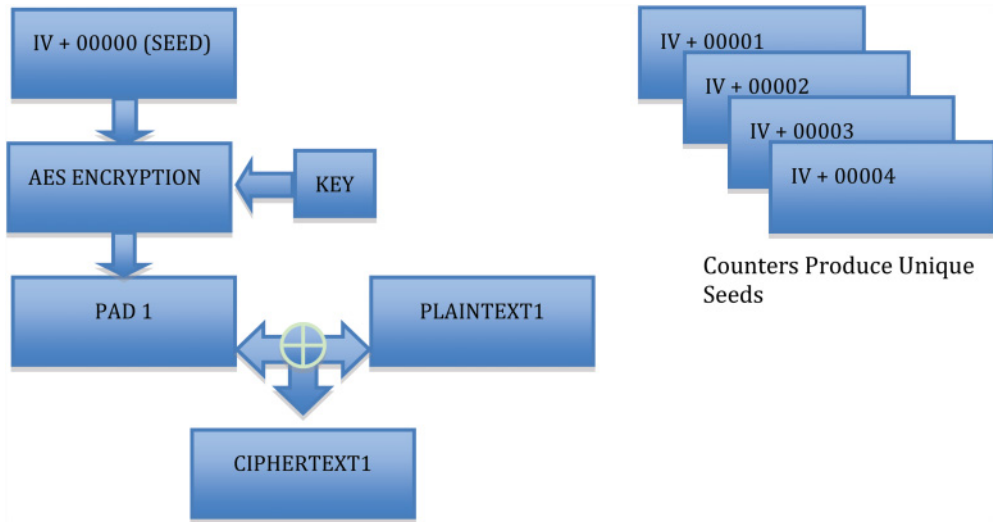 IV + 00000 (SEED)
AES ENCRYPTION
KEY
PAD 1
PLAINTEXT1
CIPHERTEXT1
IV + 00001
IV + 00002
IV + 00003
IV + 00004
Counters Produce Unique
Seeds